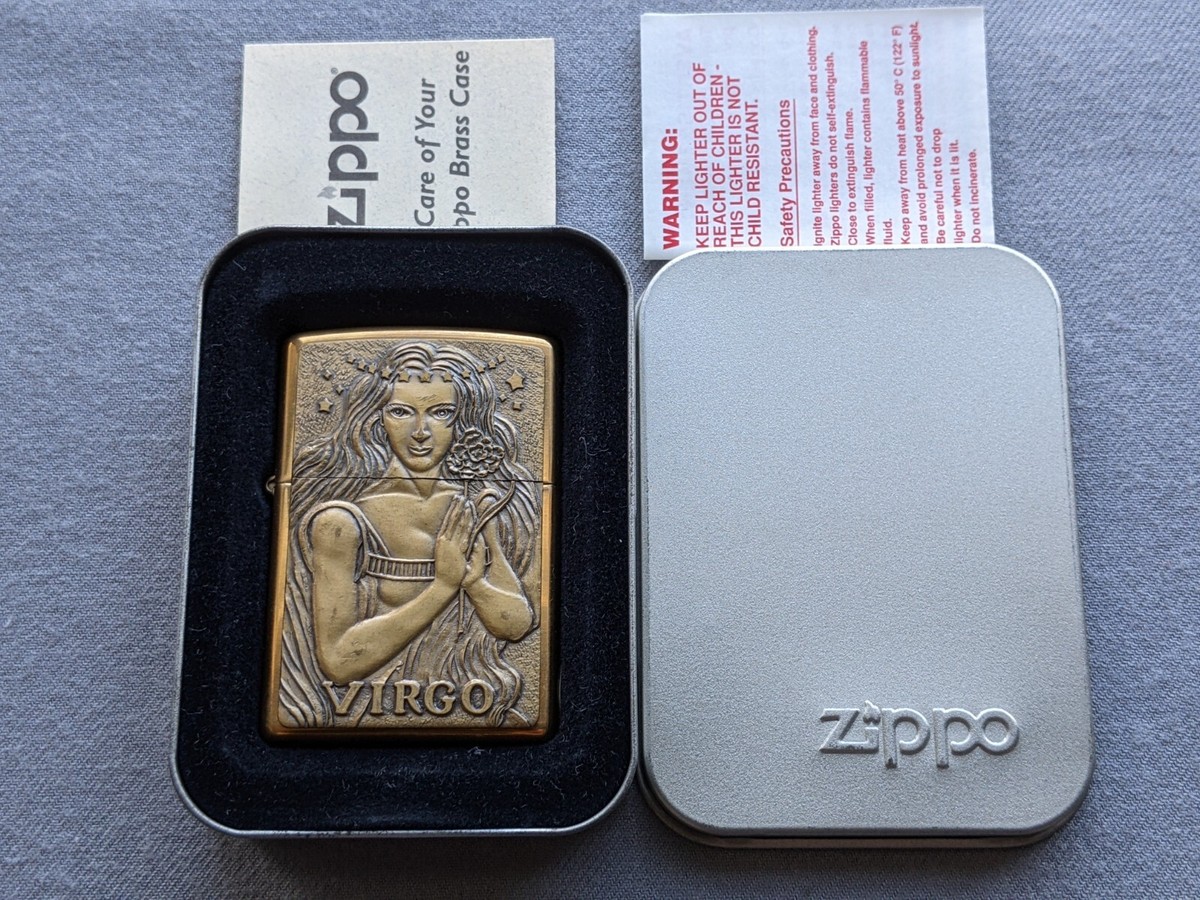 Zippo
Care of Your
ppo Brass Case
WARNING:
KEEP LIGHTER OUT OF
REACH OF CHILDREN -
THIS LIGHTER IS NOT
CHILD RESISTANT.
Safety Precautions
Ignite lighter away from face and clothing.
Zippo lighters do not self-extinguish.
Close to extinguish flame.
When filled, lighter contains flammable
fluid.
Keep away from heat above 50° C (122° F)
and avoid prolonged exposure to sunlight.
Be careful not to drop
lighter when it is lit.
Do not incinerate.
VIRGO
Zippo